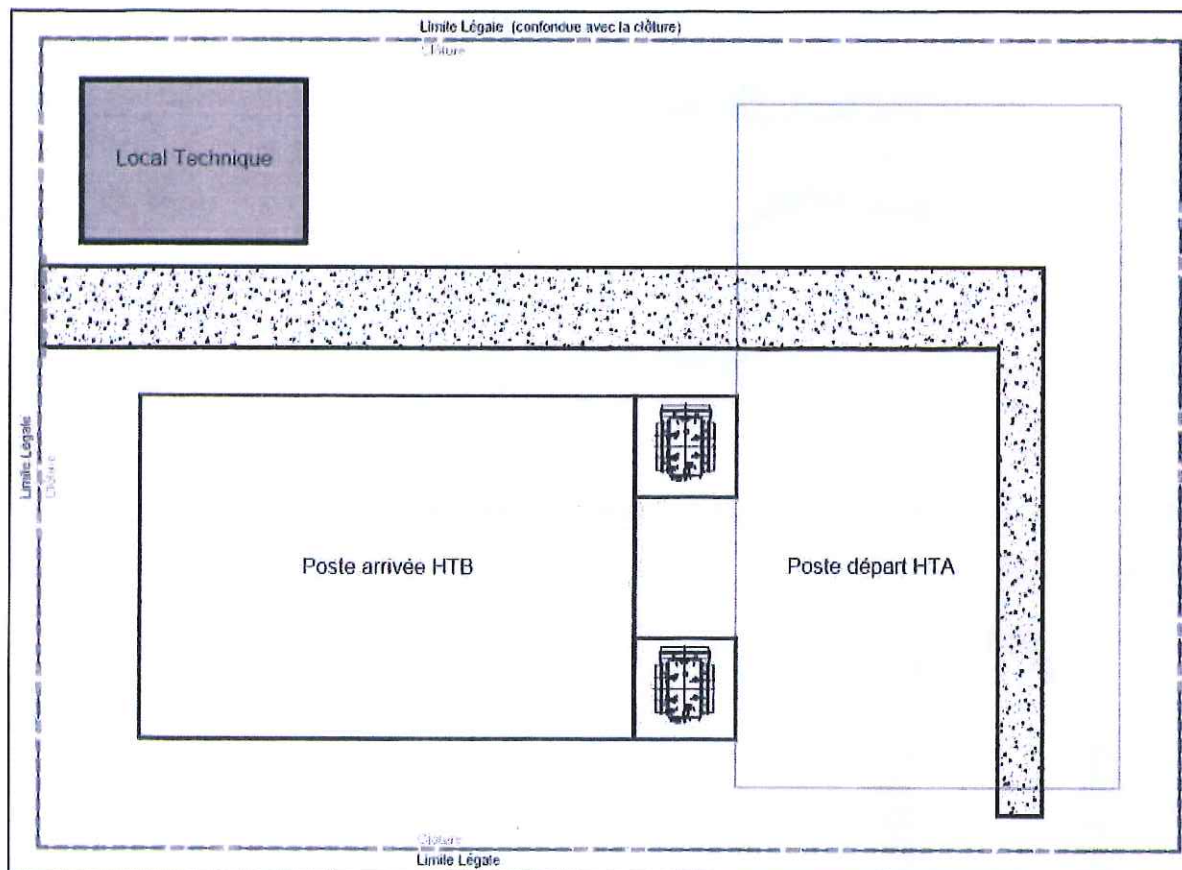 Limite Légale (confondue avec la clôture)
Clôture
Local Technique
Limite Légale
Clôture
Poste arrivée HTB
Poste départ HTA
Clôture
Limite Légale